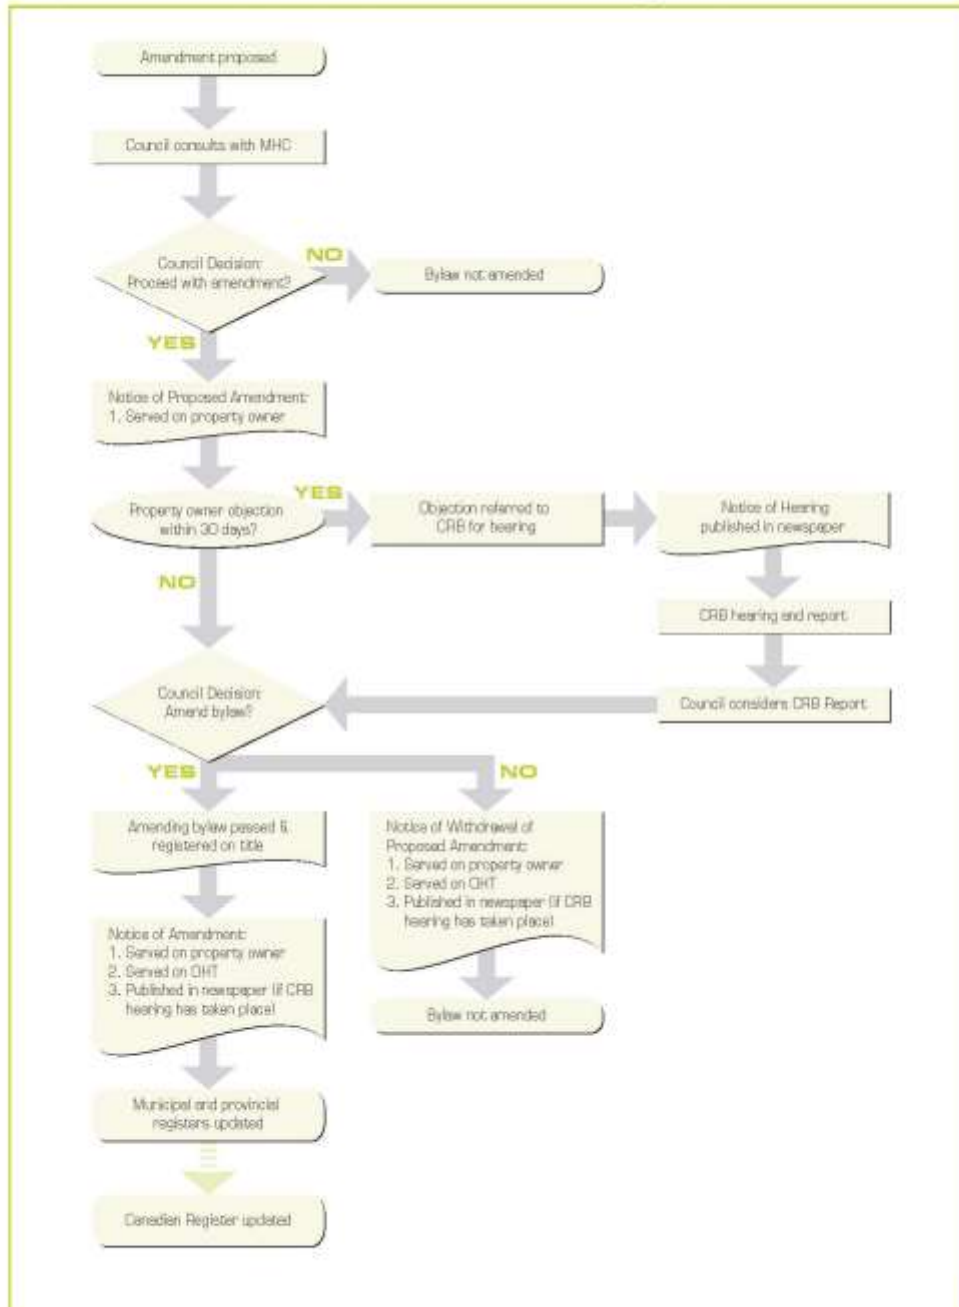 Amendment proposed
Council consults with MHC
Council Decision:
Proceed with amendment?
NO
Bylaw not amended
YES
Notice of Proposed Amendment:
1. Served on property owner
Property owner objection
within 30 days?
YES
Objection referred to
CRB for hearing
Notice of Hearing
published in newspaper
NO
CRB hearing and report
Council considers CRB Report
Council Decision:
Amend bylaw?
YES
NO
Amending bylaw passed &
registered on title
Notice of Withdrawal of
Proposed Amendment:
1. Served on property owner
2. Served on OHT
3. Published in newspaper (if CRB
hearing has taken place)
Notice of Amendment:
1. Served on property owner
2. Served on OHT
3. Published in newspaper (if CRB
hearing has taken place)
Bylaw not amended
Municipal and provincial
registers updated
Canadian Register updated